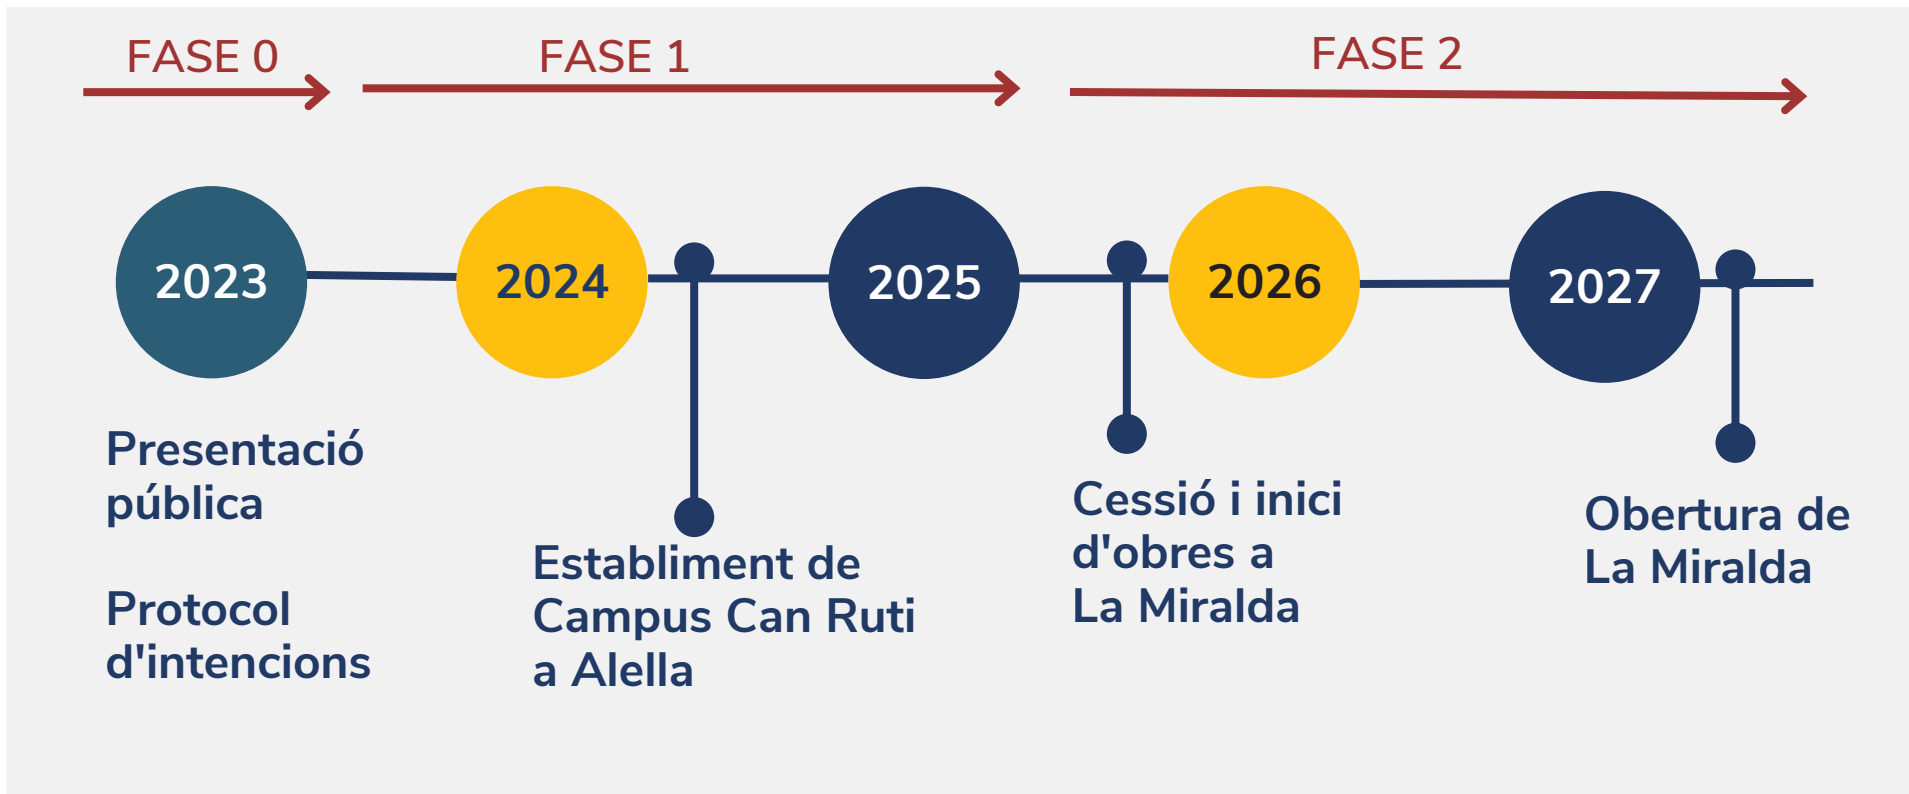 FASE 0
FASE 1
FASE 2
2023
2024
2025
2026
2027
Presentació
pública
Protocol
d'intencions
Establiment de
Campus Can Ruti
a Alella
Cessió i inici
d'obres a
La Miralda
Obertura de
La Miralda